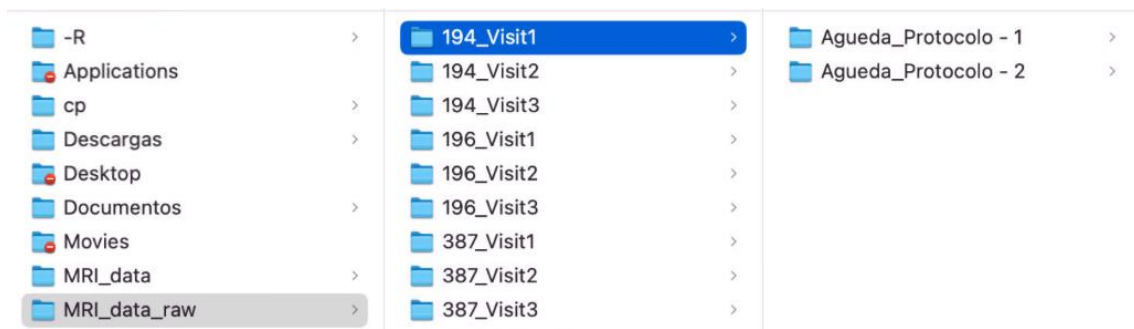 -R
Applications
cp
Descargas
Desktop
Documentos
Movies
MRI_data
MRI_data_raw
194_Visit1
194_Visit2
194_Visit3
196_Visit1
196_Visit2
196_Visit3
387_Visit1
387_Visit2
387_Visit3
Agueda_Protocolo - 1
Agueda_Protocolo - 2